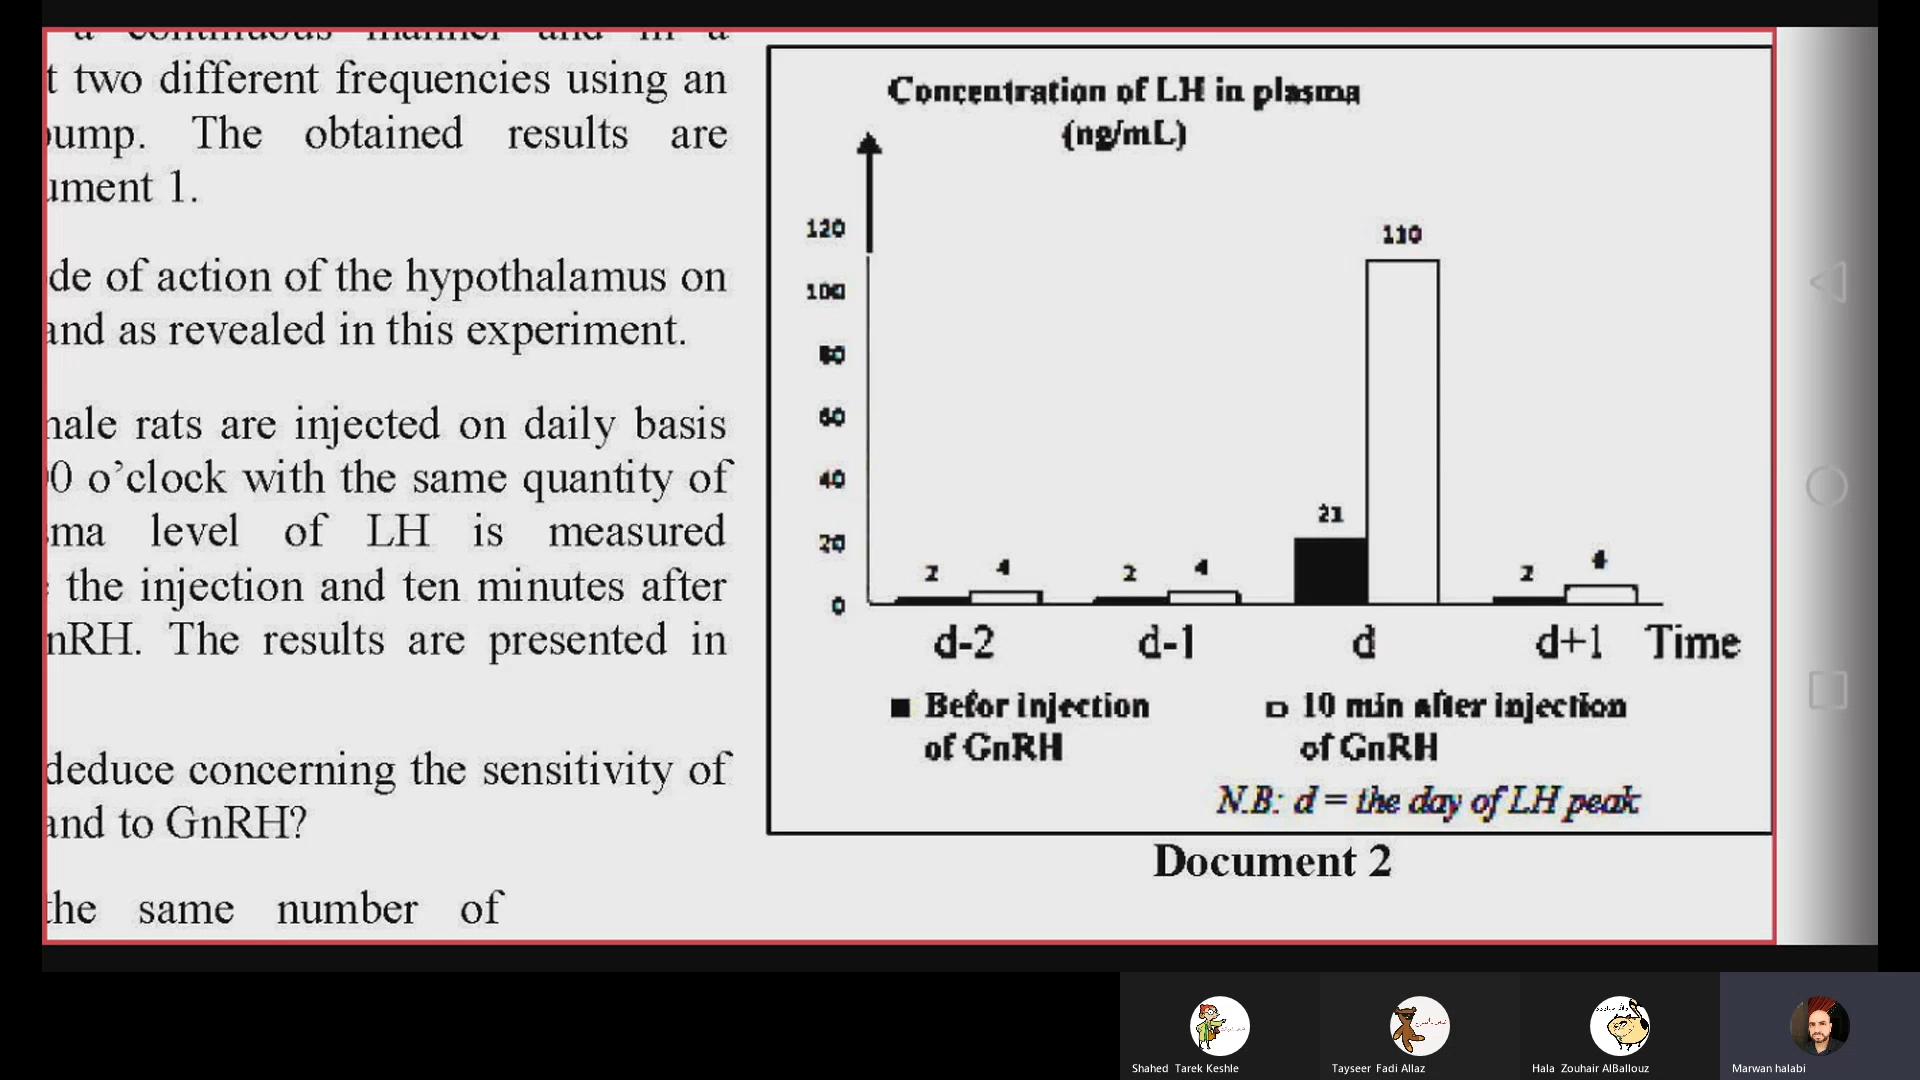 t two different frequencies using an
pump. The obtained results are
ument 1.
de of action of the hypothalamus on
and as revealed in this experiment.
male rats are injected on daily basis
00 o’clock with the same quantity of
ma level of LH is measured
the injection and ten minutes after
nRH. The results are presented in
deduce concerning the sensitivity of
and to GnRH?
the same number of
Concentration of LH in plasma
(ng/mL)
120
100
80
60
40
20
0
2 4 2 4 21 110 2
d-2 d-1 d d+1 Time
Befor injection
of GnRH
10 min after injection
of GnRH
N.B: d = the day of LH peak
Document 2
Shahed Tarek Keshle
Tayseer Fadi Allaz
Hala Zouhair AlBallouz
Marwan halabi